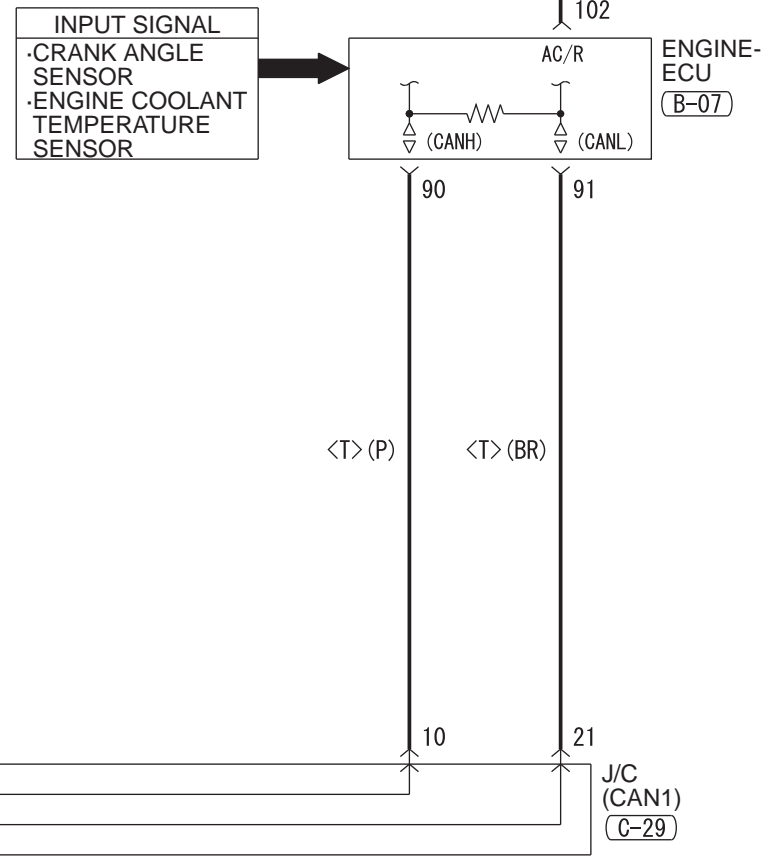 102
INPUT SIGNAL
·CRANK ANGLE
SENSOR
·ENGINE COOLANT
TEMPERATURE
SENSOR
AC/R
ENGINE-
ECU
B-07
(CANH)
(CANL)
90
91
<T>(P)
<T>(BR)
10
21
J/C
(CAN1)
C-29